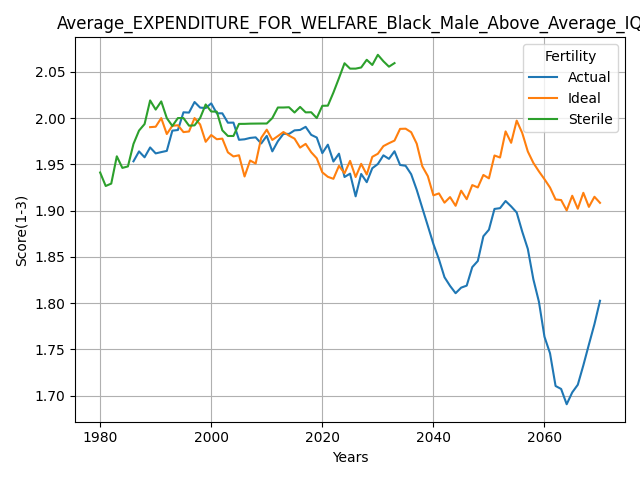 Average_EXPENDITURE_FOR_WELFARE_Black_Male_Above_Average_IQ
Fertility
Actual
Ideal
Sterile
Score(1-3)
2.05
2.00
1.95
1.90
1.85
1.80
1.75
1.70
1980 2000 2020 2040 2060
Years